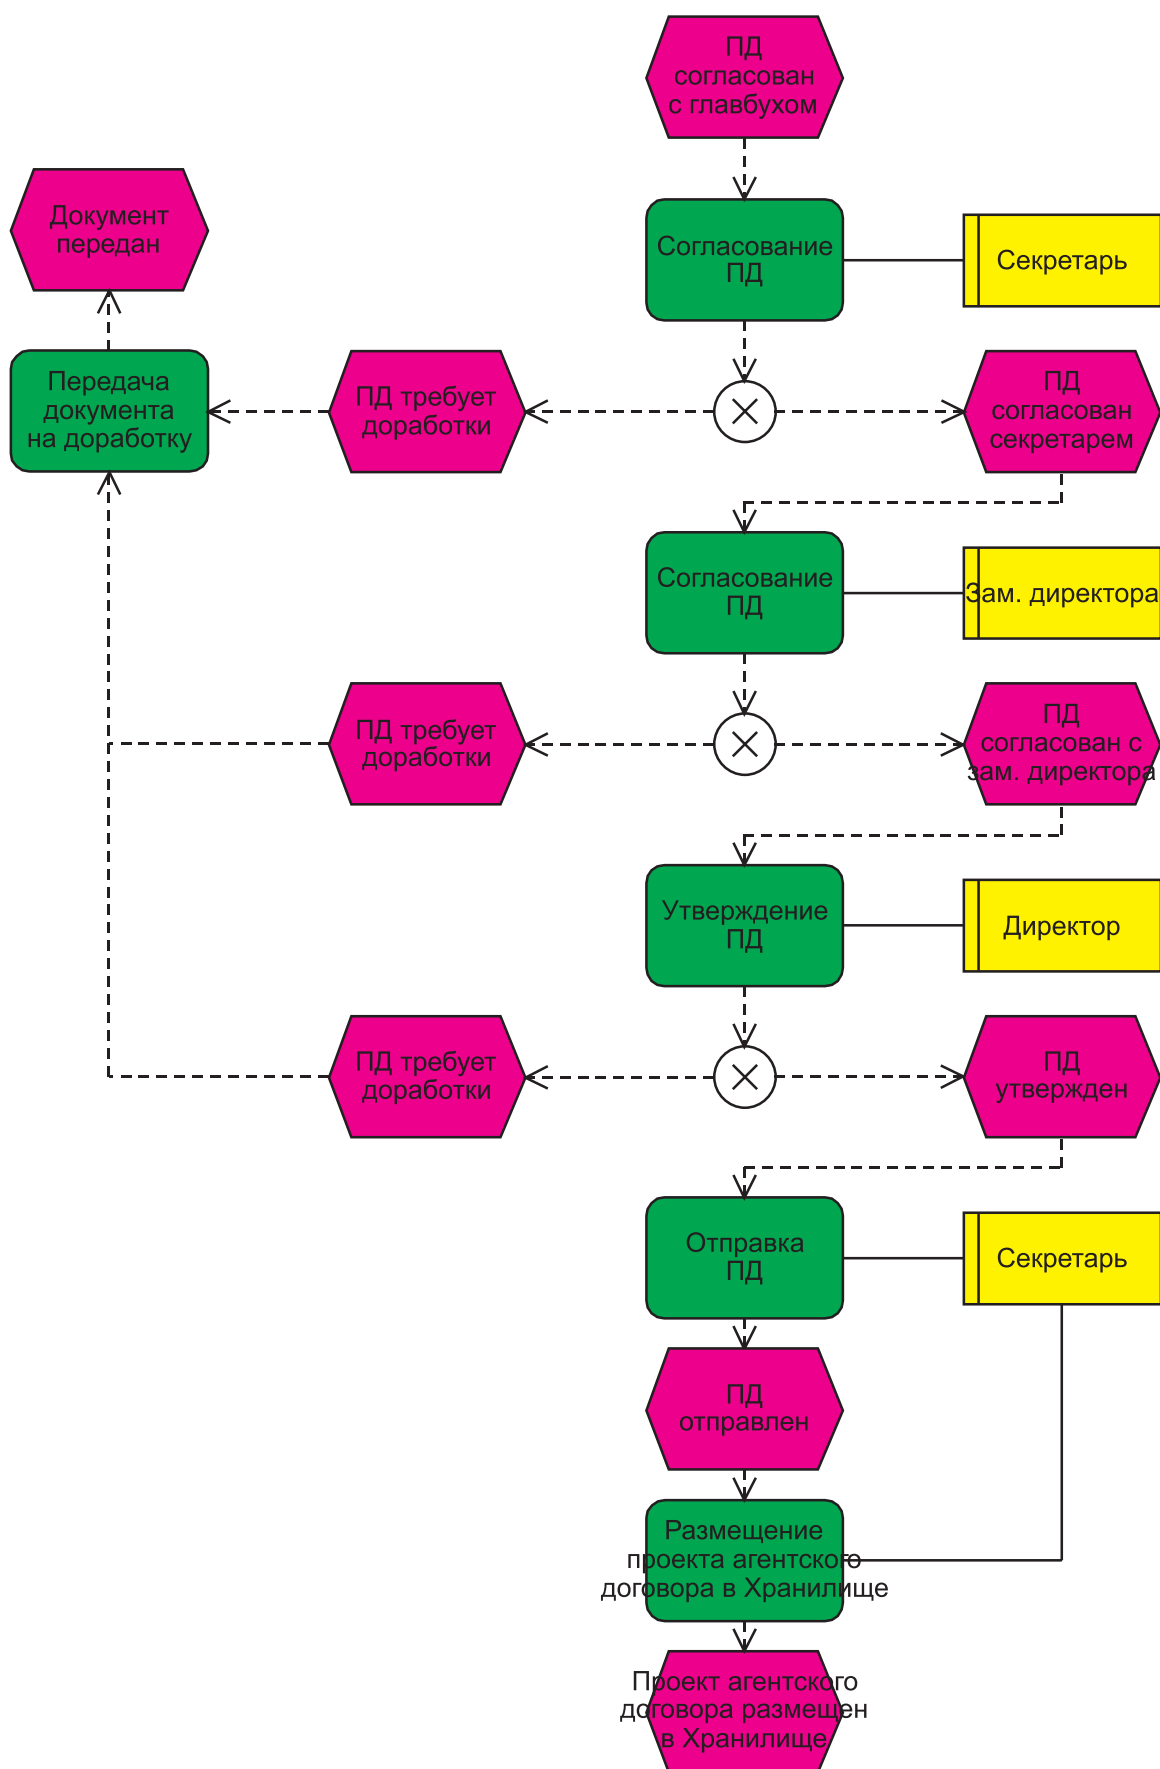 ПД
согласован
с главбухом
Документ
передан
Согласование
ПД
Секретарь
Передача
документа
на доработку
ПД требует
доработки
ПД
согласован
секретарем
Согласование
ПД
Зам. директора
ПД требует
доработки
ПД
согласован с
зам. директора
Утверждение
ПД
Директор
ПД требует
доработки
ПД
утвержден
Отправка
ПД
Секретарь
ПД
отправлен
Размещение
проекта агентского
договора в Хранилище
Проект агентского
договора размещен
в Хранилище